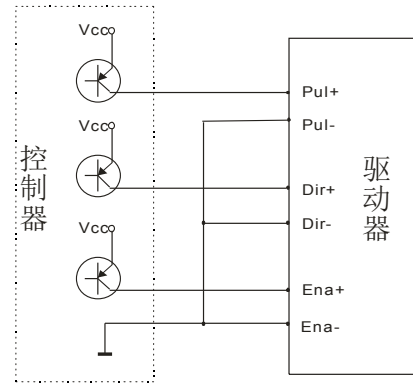 Vcc
Pul+
Pul-
Vcc
控制器
驱动器
Dir+
Dir-
Vcc
Ena+
Ena-